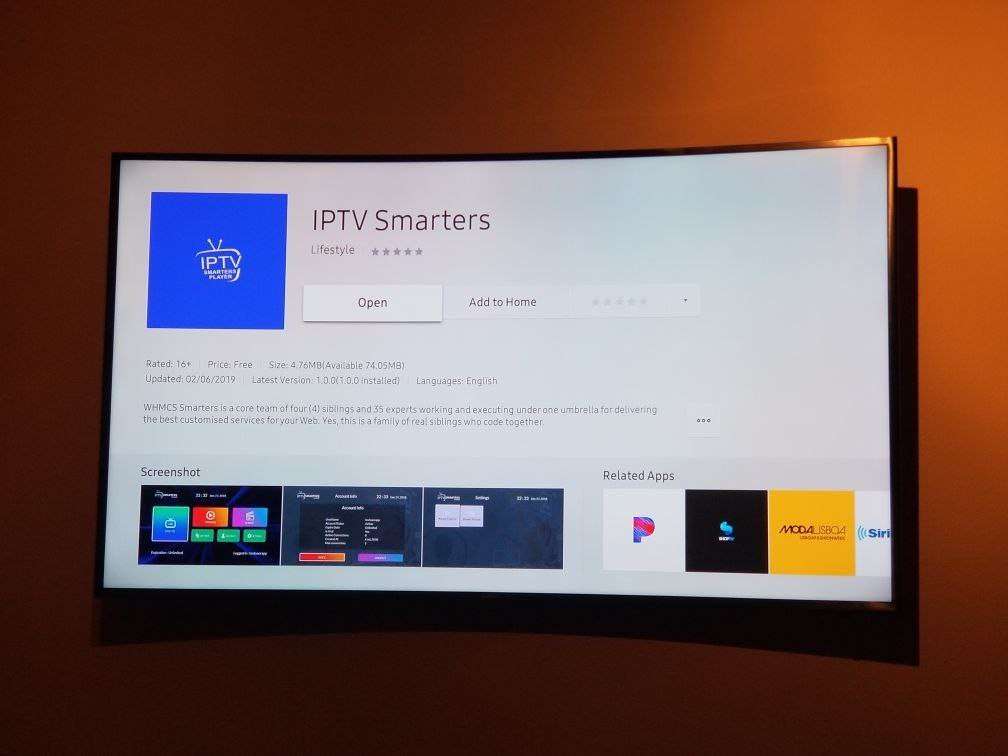 IPTV Smarters
Lifestyle
IPTV
SMARTERS
PLAYER
Open
Add to Home
Rated: 16+
Price: Free
Size: 4.76MB(Available 74.05MB)
Updated: 02/06/2019
Latest Version: 1.0.0(1.0.0 installed)
Languages: English
WHMCS Smarters is a core team of four (4) siblings and 35 experts working and executing under one umbrella for delivering
the best customised services for your Web. Yes, this is a family of real siblings who code together.
Screenshot
Related Apps
Account Info
Account Info
Settings
MODALISBOA
Siri